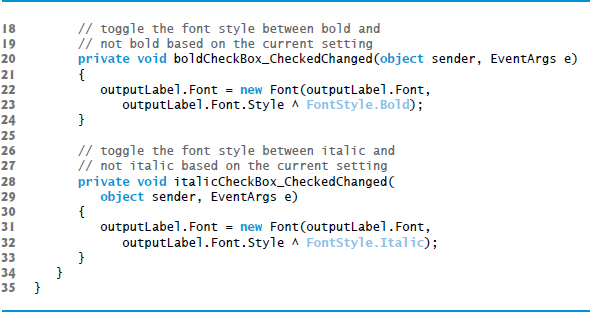 18 // toggle the font style between bold and
19 // not bold based on the current setting
20 private void boldCheckBox_CheckedChanged(object sender, EventArgs e)
21 {
22 outputLabel.Font = new Font(outputLabel.Font,
23 outputLabel.Font.Style ^ FontStyle.Bold);
24 }
25
26 // toggle the font style between italic and
27 // not italic based on the current setting
28 private void italicCheckBox_CheckedChanged(
29 object sender, EventArgs e)
30 {
31 outputLabel.Font = new Font(outputLabel.Font,
32 outputLabel.Font.Style ^ FontStyle.Italic);
33 }
34 }
35 }